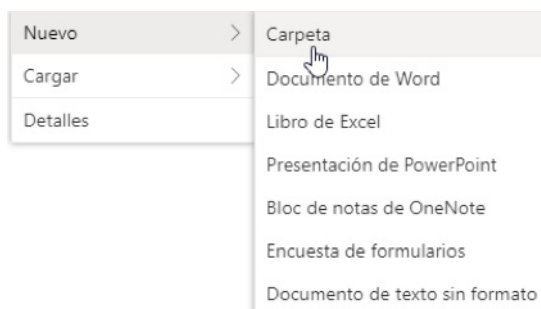 Nuevo
Cargar
Detalles
Carpeta
Documento de Word
Libro de Excel
Presentación de PowerPoint
Bloc de notas de OneNote
Encuesta de formularios
Documento de texto sin formato